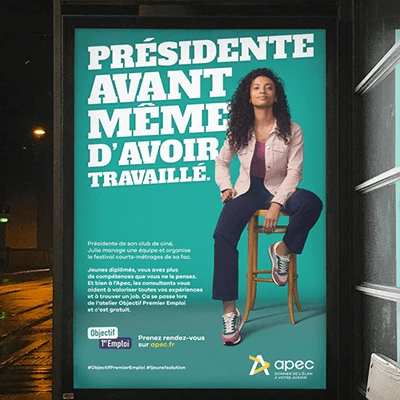 PRÉSIDENTE
AVANT
MÊME
D'AVOIR
TRAVAILLÉ.
Présidente de son club de ciné,
Julie manage une équipe et organise
le festival courts-métrages de sa fac.
Jeunes diplômés, vous avez plus
de compétences que vous ne le pensez.
Et bien à l'Apec, les consultants vous
aident à valoriser toutes vos expériences
et à trouver un job. Ça se passe lors
de l'atelier Objectif Premier Emploi
et c'est gratuit.
Objectif
1er Emploi
Prenez rendez-vous
sur apec.fr
#ObjectifPremierEmploi #1jeune1solution
apec
DONNER DE L'ÉLAN
À VOTRE AVENIR